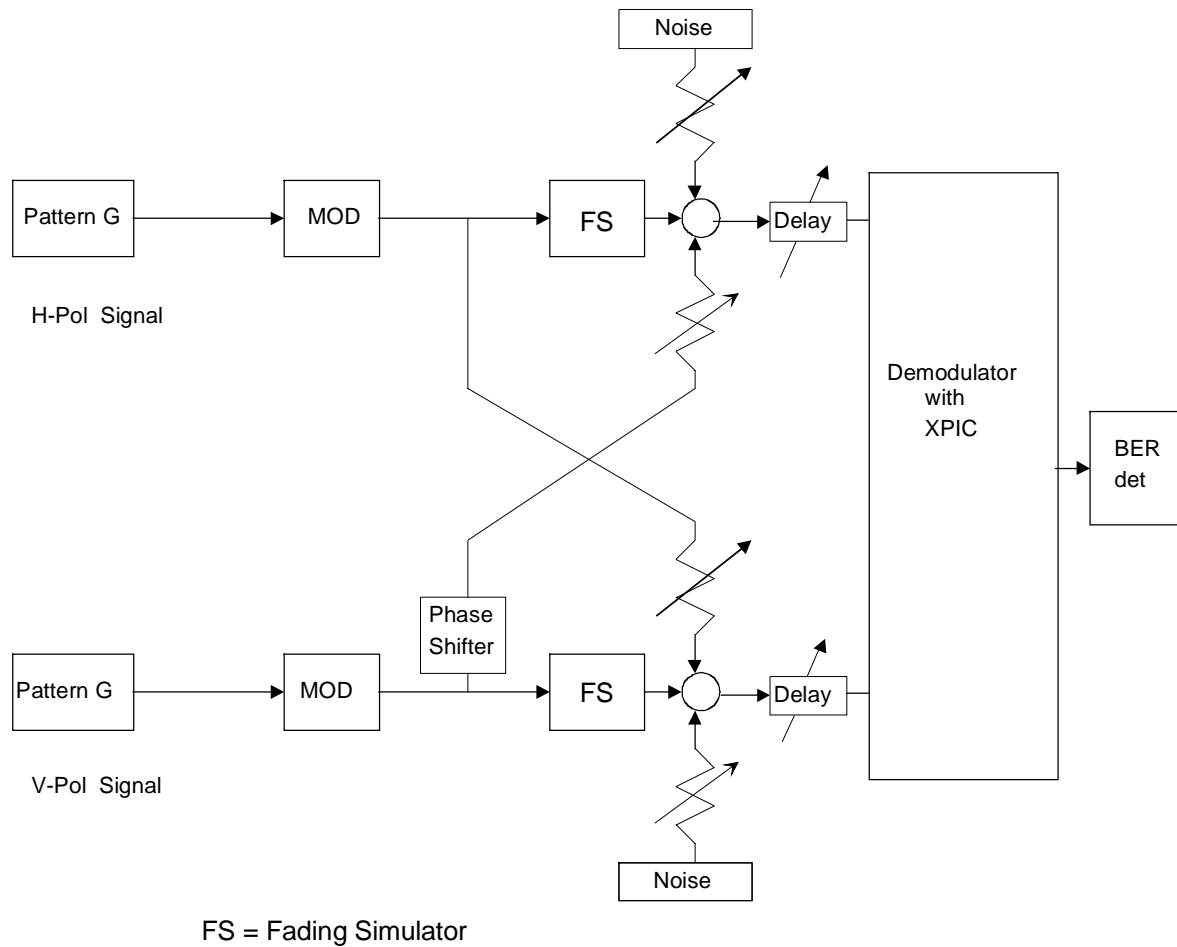 Noise
Pattern G
MOD
FS
Delay
H-Pol Signal
Demodulator
with
XPIC
BER
det
Phase
Shifter
Pattern G
MOD
FS
Delay
V-Pol Signal
Noise
FS = Fading Simulator